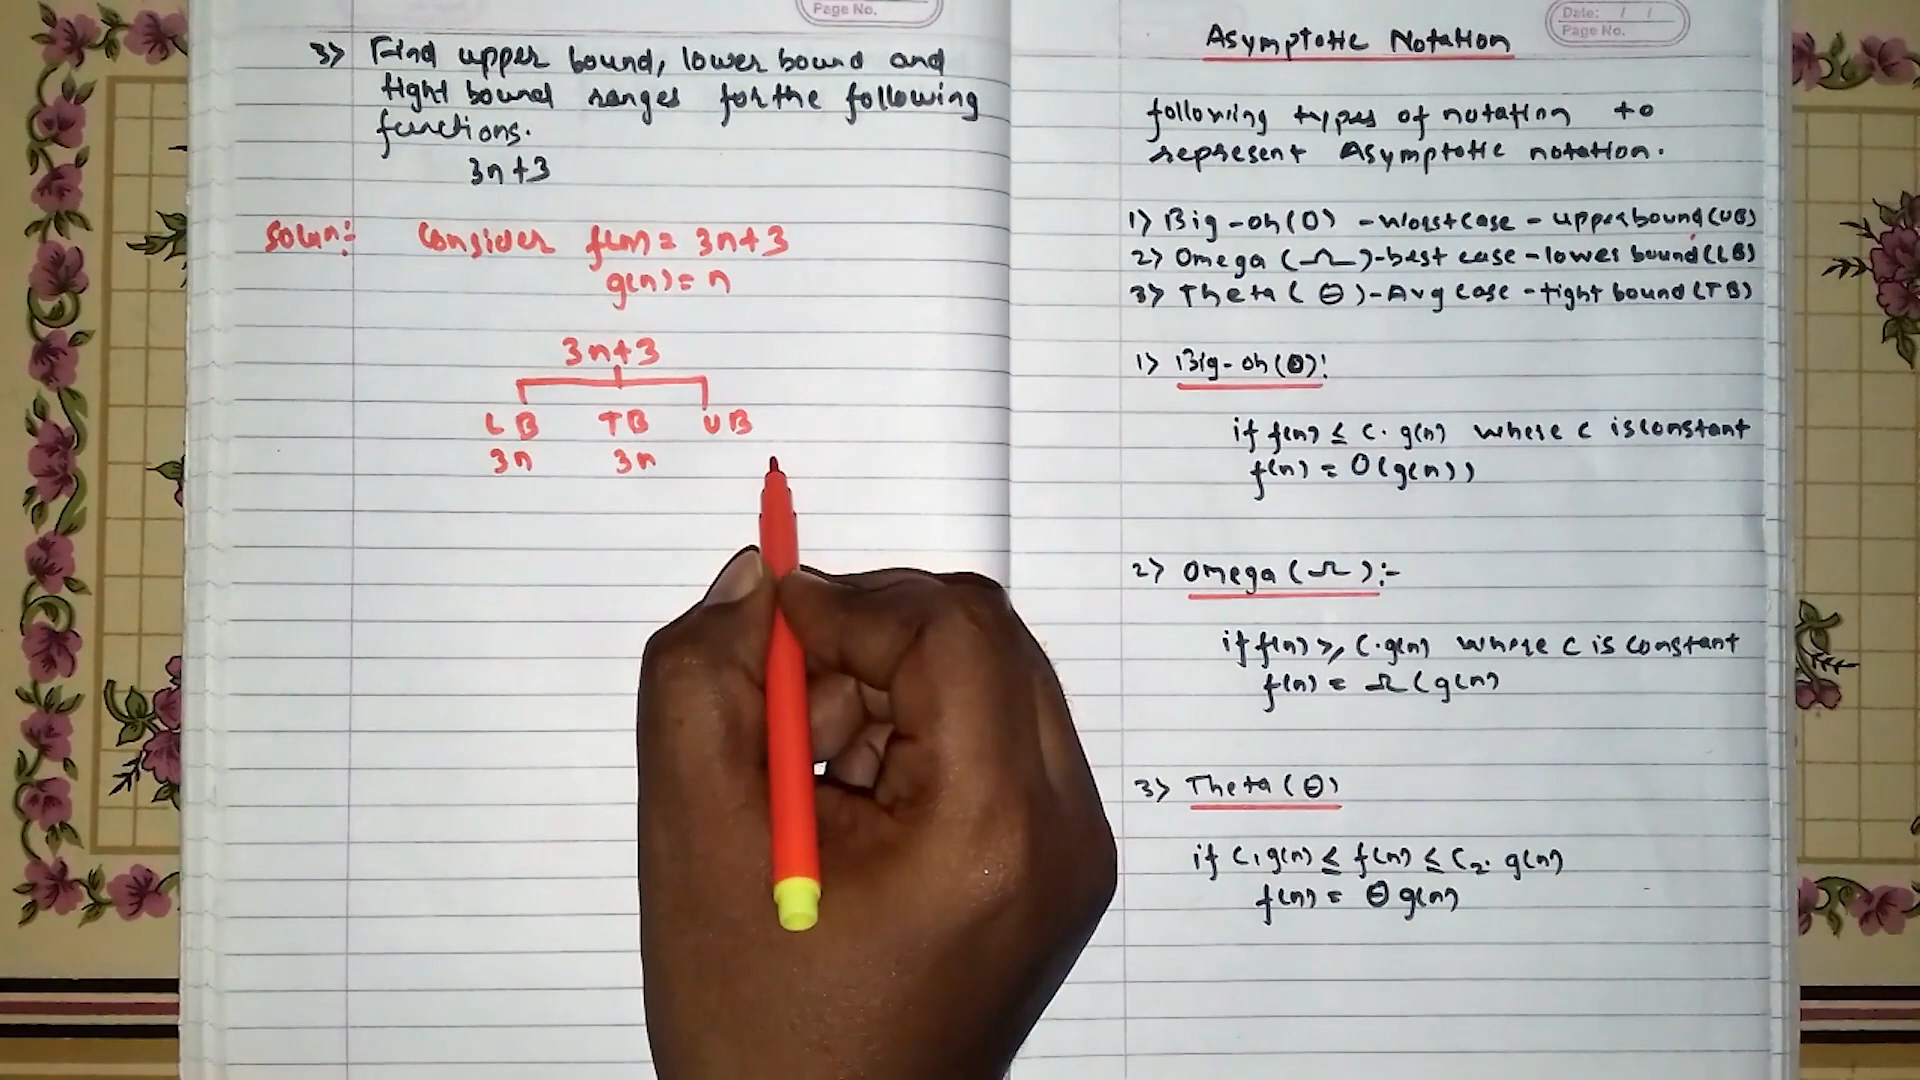 Page No.
3> Find upper bound, lower bound and
tight bound ranges for the following
functions.
3n+3
Soln:
Consider f(n) = 3n+3
g(n) = n
3n+3
LB TB UB
3n 3n
Date: / /
Page No.
Asymptotic Notation
following types of notation to
represent Asymptotic notation.
1> Big-oh(O) - worst case - upper bound(UB)
2> Omega (Ω)-best case-lower bound(LB)
3> Theta (Θ)-Avg case-tight bound(TB)
1> Big-oh(O):
if f(n) ≤ c. g(n) where c is constant
f(n) = O(g(n))
2> Omega (Ω):-
if f(n) ≥ c.g(n) where c is constant
f(n) = Ω(g(n)
3> Theta (Θ)
if c₁g(n) ≤ f(n) ≤ c₂. g(n)
f(n) = Θ g(n)